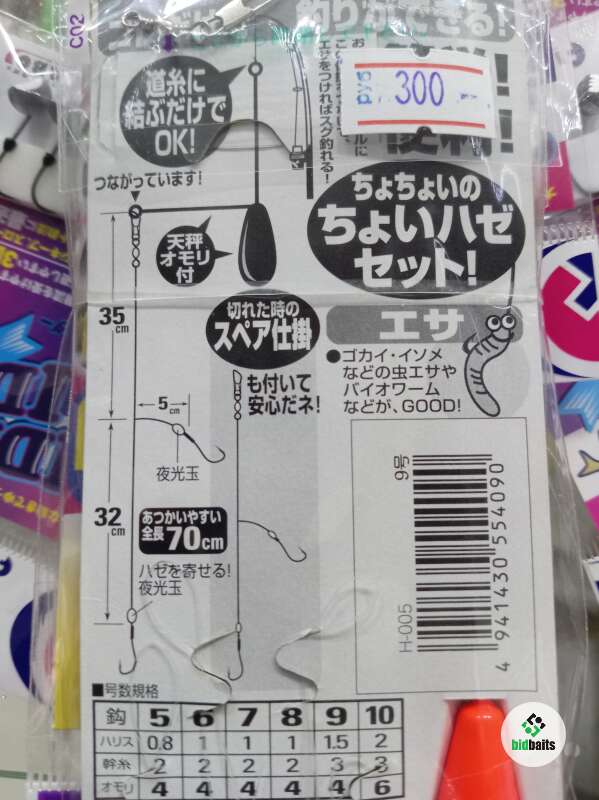 C02
釣りができる!
руб
300
エサをつければスグ釣れる!
道糸に
結ぶだけで
OK!
つながっています!
ちょちょいの
ちょいハゼ
セット!
天秤
オモリ
付
35cm
切れた時の
スペア仕掛
も付いて
安心だネ!
エサ
●ゴカイ・イソメ
などの虫エサや
バイオワーム
などが、GOOD!
5cm
夜光玉
32cm
あつかいやすい
全長70cm
ハゼを寄せる!
夜光玉
9号
H-005
4 941430 554090
■号数規格
鈎 5 6 7 8 9 10
ハリス 0.8 1 1 1 1.5 2
幹糸 2 2 2 2 3 3
オモリ 4 4 4 4 4 6
bidbaits